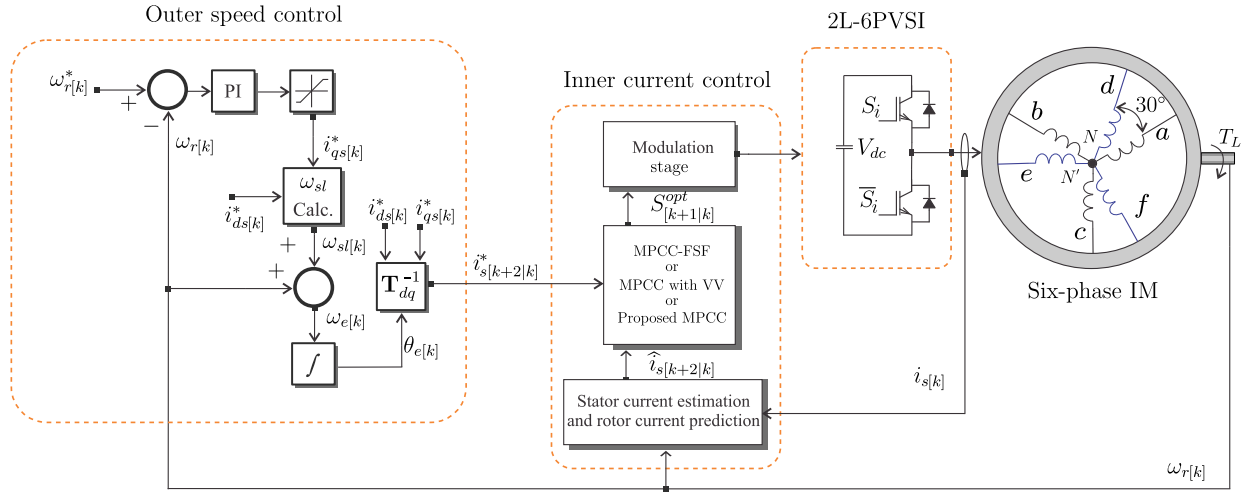 Outer speed control
2L-6PVSI
Inner current control
ω*r[k]
+
−
ωr[k]
PI
i*qs[k]
ωsl
Calc.
i*ds[k]
+
ωsl[k]
+
ωe[k]
∫
θe[k]
i*ds[k]
i*qs[k]
T⁻¹dq
i*s[k+2|k]
Modulation
stage
S^opt[k+1|k]
MPCC-FSF
or
MPCC with VV
or
Proposed MPCC
îs[k+2|k]
Stator current estimation
and rotor current prediction
Si
Vdc
S̅i
is[k]
d
30°
b
N
a
e
N'
c
f
TL
Six-phase IM
ωr[k]